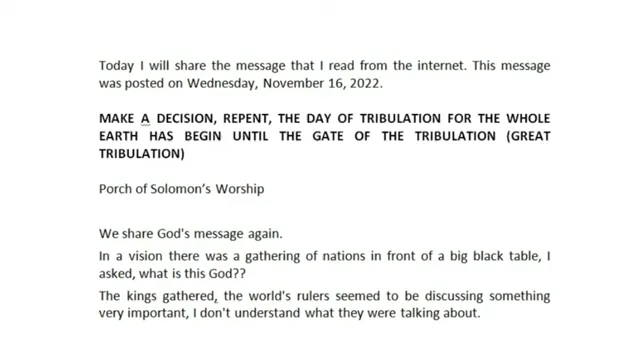 Today I will share the message that I read from the internet. This message
was posted on Wednesday, November 16, 2022.
MAKE A DECISION, REPENT, THE DAY OF TRIBULATION FOR THE WHOLE
EARTH HAS BEGIN UNTIL THE GATE OF THE TRIBULATION (GREAT
TRIBULATION)
Porch of Solomon's Worship
We share God's message again.
In a vision there was a gathering of nations in front of a big black table, I
asked, what is this God??
The kings gathered, the world's rulers seemed to be discussing something
very important, I don't understand what they were talking about.